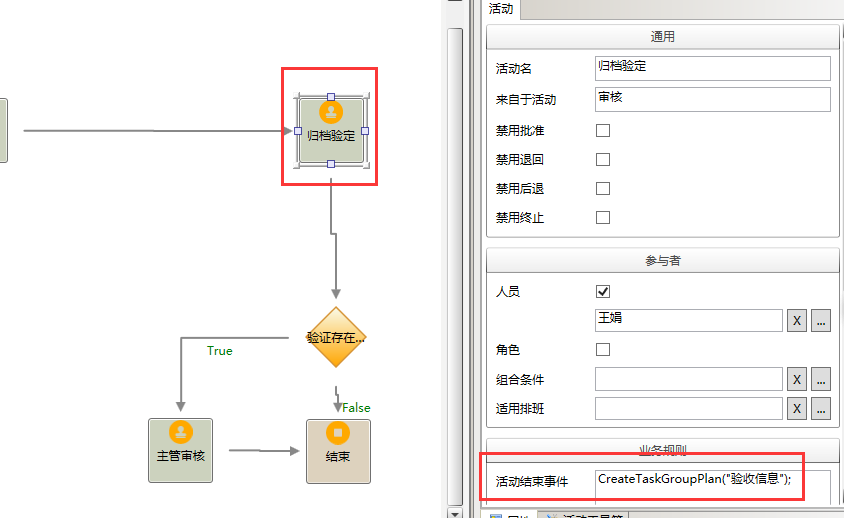 归档验定
验证存在...
True
False
主管审核
结束
活动
通用
活动名
归档验定
来自于活动
审核
禁用批准
禁用退回
禁用后退
禁用终止
参与者
人员
王娟 X ...
角色
组合条件 X ...
适用排班 X ...
业务规则
活动结束事件 CreateTaskGroupPlan("验收信息");